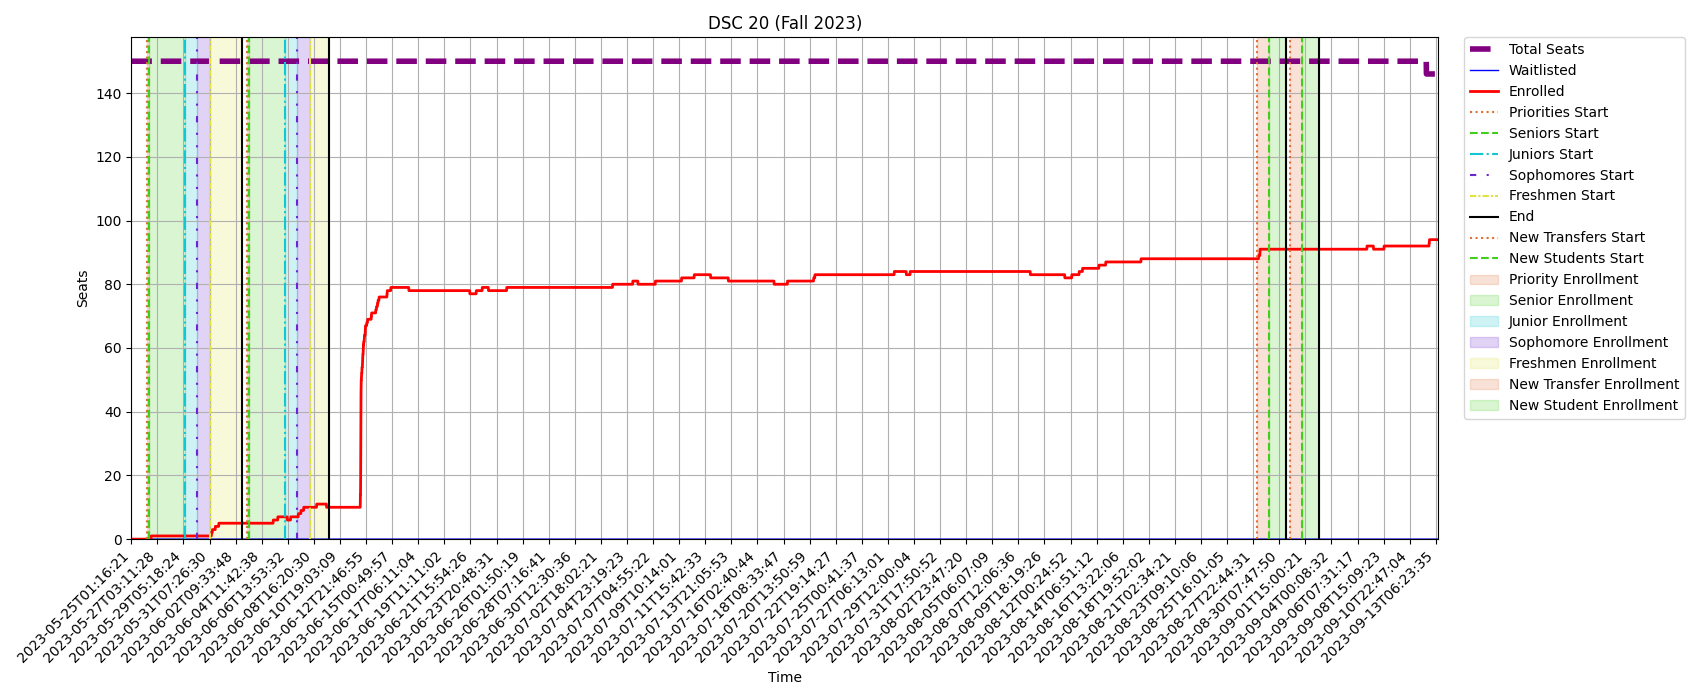 DSC 20 (Fall 2023)
Seats
140
120
100
80
60
40
20
0
2023-05-25T01:16:21
2023-05-27T03:11:28
2023-05-29T05:18:24
2023-05-31T07:26:30
2023-06-02T09:33:48
2023-06-04T11:42:38
2023-06-06T13:53:32
2023-06-08T16:20:30
2023-06-10T19:03:09
2023-06-12T21:46:55
2023-06-15T00:49:57
2023-06-17T06:11:04
2023-06-19T11:11:02
2023-06-21T15:54:26
2023-06-23T20:48:31
2023-06-26T01:50:19
2023-06-28T07:16:41
2023-06-30T12:30:36
2023-07-02T18:02:21
2023-07-04T23:19:23
2023-07-07T04:55:22
2023-07-09T10:14:01
2023-07-11T15:42:33
2023-07-13T21:05:53
2023-07-16T02:40:44
2023-07-18T08:33:47
2023-07-20T13:50:59
2023-07-22T19:14:27
2023-07-25T00:41:37
2023-07-27T06:13:01
2023-07-29T12:00:04
2023-07-31T17:50:52
2023-08-02T23:47:20
2023-08-05T06:07:09
2023-08-07T12:06:36
2023-08-09T18:19:26
2023-08-12T00:24:52
2023-08-14T06:51:12
2023-08-16T13:22:06
2023-08-18T19:52:02
2023-08-21T02:34:21
2023-08-23T09:10:06
2023-08-25T16:01:05
2023-08-27T22:44:31
2023-08-30T07:47:50
2023-09-01T15:00:21
2023-09-04T00:08:32
2023-09-06T07:31:17
2023-09-08T15:09:23
2023-09-10T22:47:04
2023-09-13T06:23:35
Time
Total Seats
Waitlisted
Enrolled
Priorities Start
Seniors Start
Juniors Start
Sophomores Start
Freshmen Start
End
New Transfers Start
New Students Start
Priority Enrollment
Senior Enrollment
Junior Enrollment
Sophomore Enrollment
Freshmen Enrollment
New Transfer Enrollment
New Student Enrollment